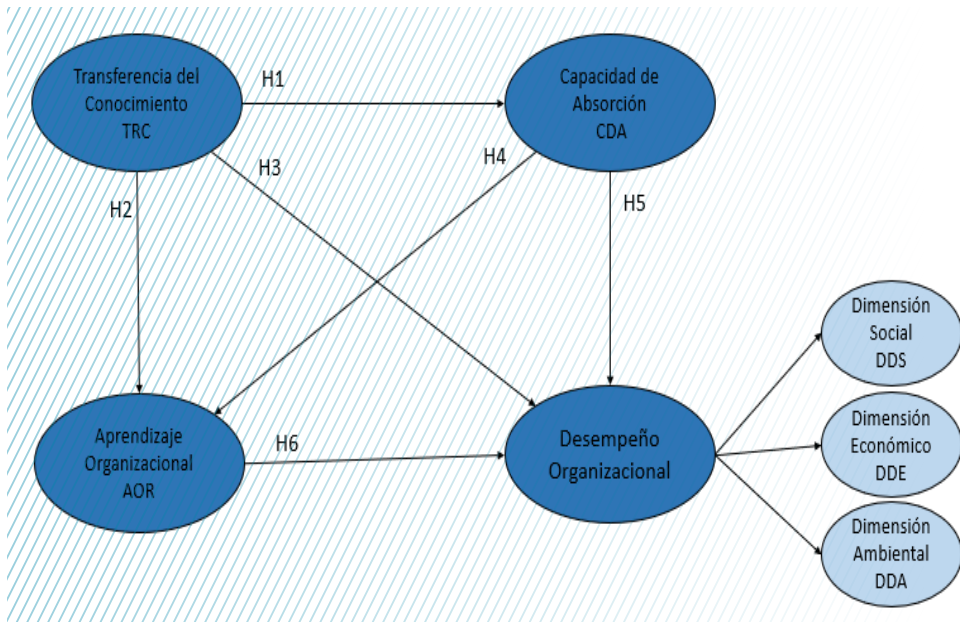 Transferencia del
Conocimiento
TRC
H1
Capacidad de
Absorción
CDA
H3
H4
H2
H5
Dimensión
Social
DDS
Aprendizaje
Organizacional
AOR
H6
Desempeño
Organizacional
Dimensión
Económico
DDE
Dimensión
Ambiental
DDA